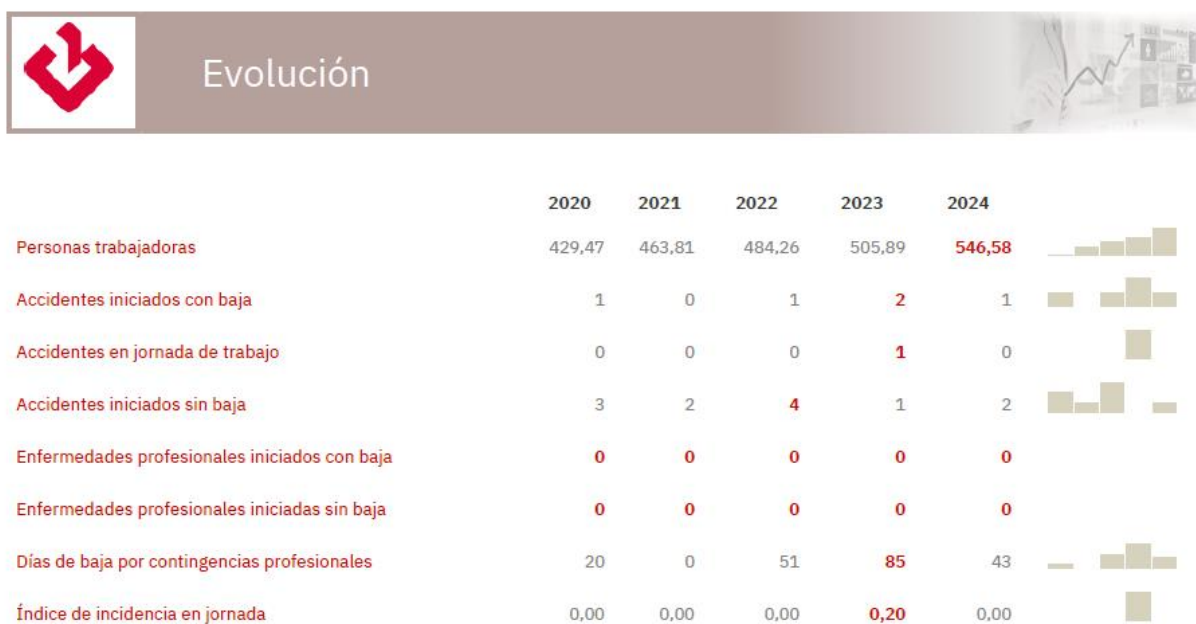 Evolución
2020 2021 2022 2023 2024
Personas trabajadoras 429,47 463,81 484,26 505,89 546,58
Accidentes iniciados con baja 1 0 1 2 1
Accidentes en jornada de trabajo 0 0 0 1 0
Accidentes iniciados sin baja 3 2 4 1 2
Enfermedades profesionales iniciados con baja 0 0 0 0 0
Enfermedades profesionales iniciadas sin baja 0 0 0 0 0
Días de baja por contingencias profesionales 20 0 51 85 43
Índice de incidencia en jornada 0,00 0,00 0,00 0,20 0,00